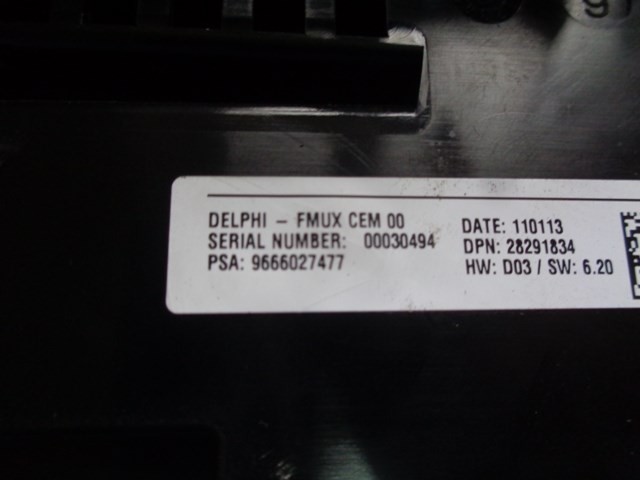 DELPHI – FMUX CEM 00
SERIAL NUMBER: 00030494
PSA: 9666027477
DATE: 110113
DPN: 28291834
HW: D03 / SW: 6.20